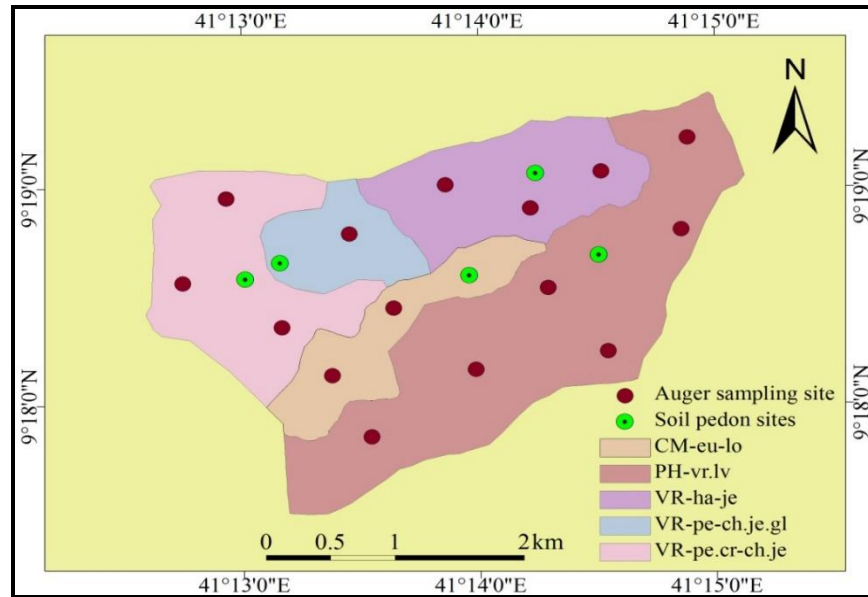 41°13'0"E 41°14'0"E 41°15'0"E
N
9°19'0"N 9°19'0"N
9°18'0"N 9°18'0"N
Auger sampling site
Soil pedon sites
CM-eu-lo
PH-vr.lv
VR-ha-je
VR-pe-ch.je.gl
VR-pe.cr-ch.je
0 0.5 1 2km
41°13'0"E 41°14'0"E 41°15'0"E